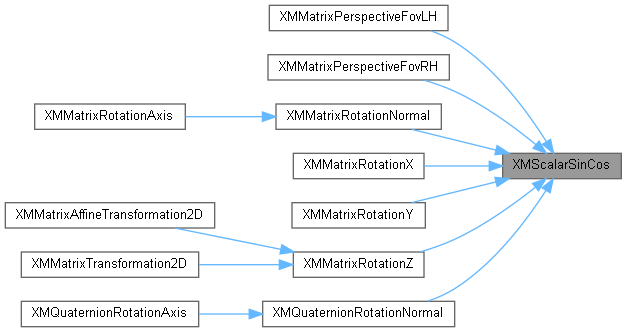 XMMatrixPerspectiveFovLH
XMMatrixPerspectiveFovRH
XMMatrixRotationAxis
XMMatrixRotationNormal
XMMatrixRotationX
XMScalarSinCos
XMMatrixAffineTransformation2D
XMMatrixRotationY
XMMatrixTransformation2D
XMMatrixRotationZ
XMQuaternionRotationAxis
XMQuaternionRotationNormal